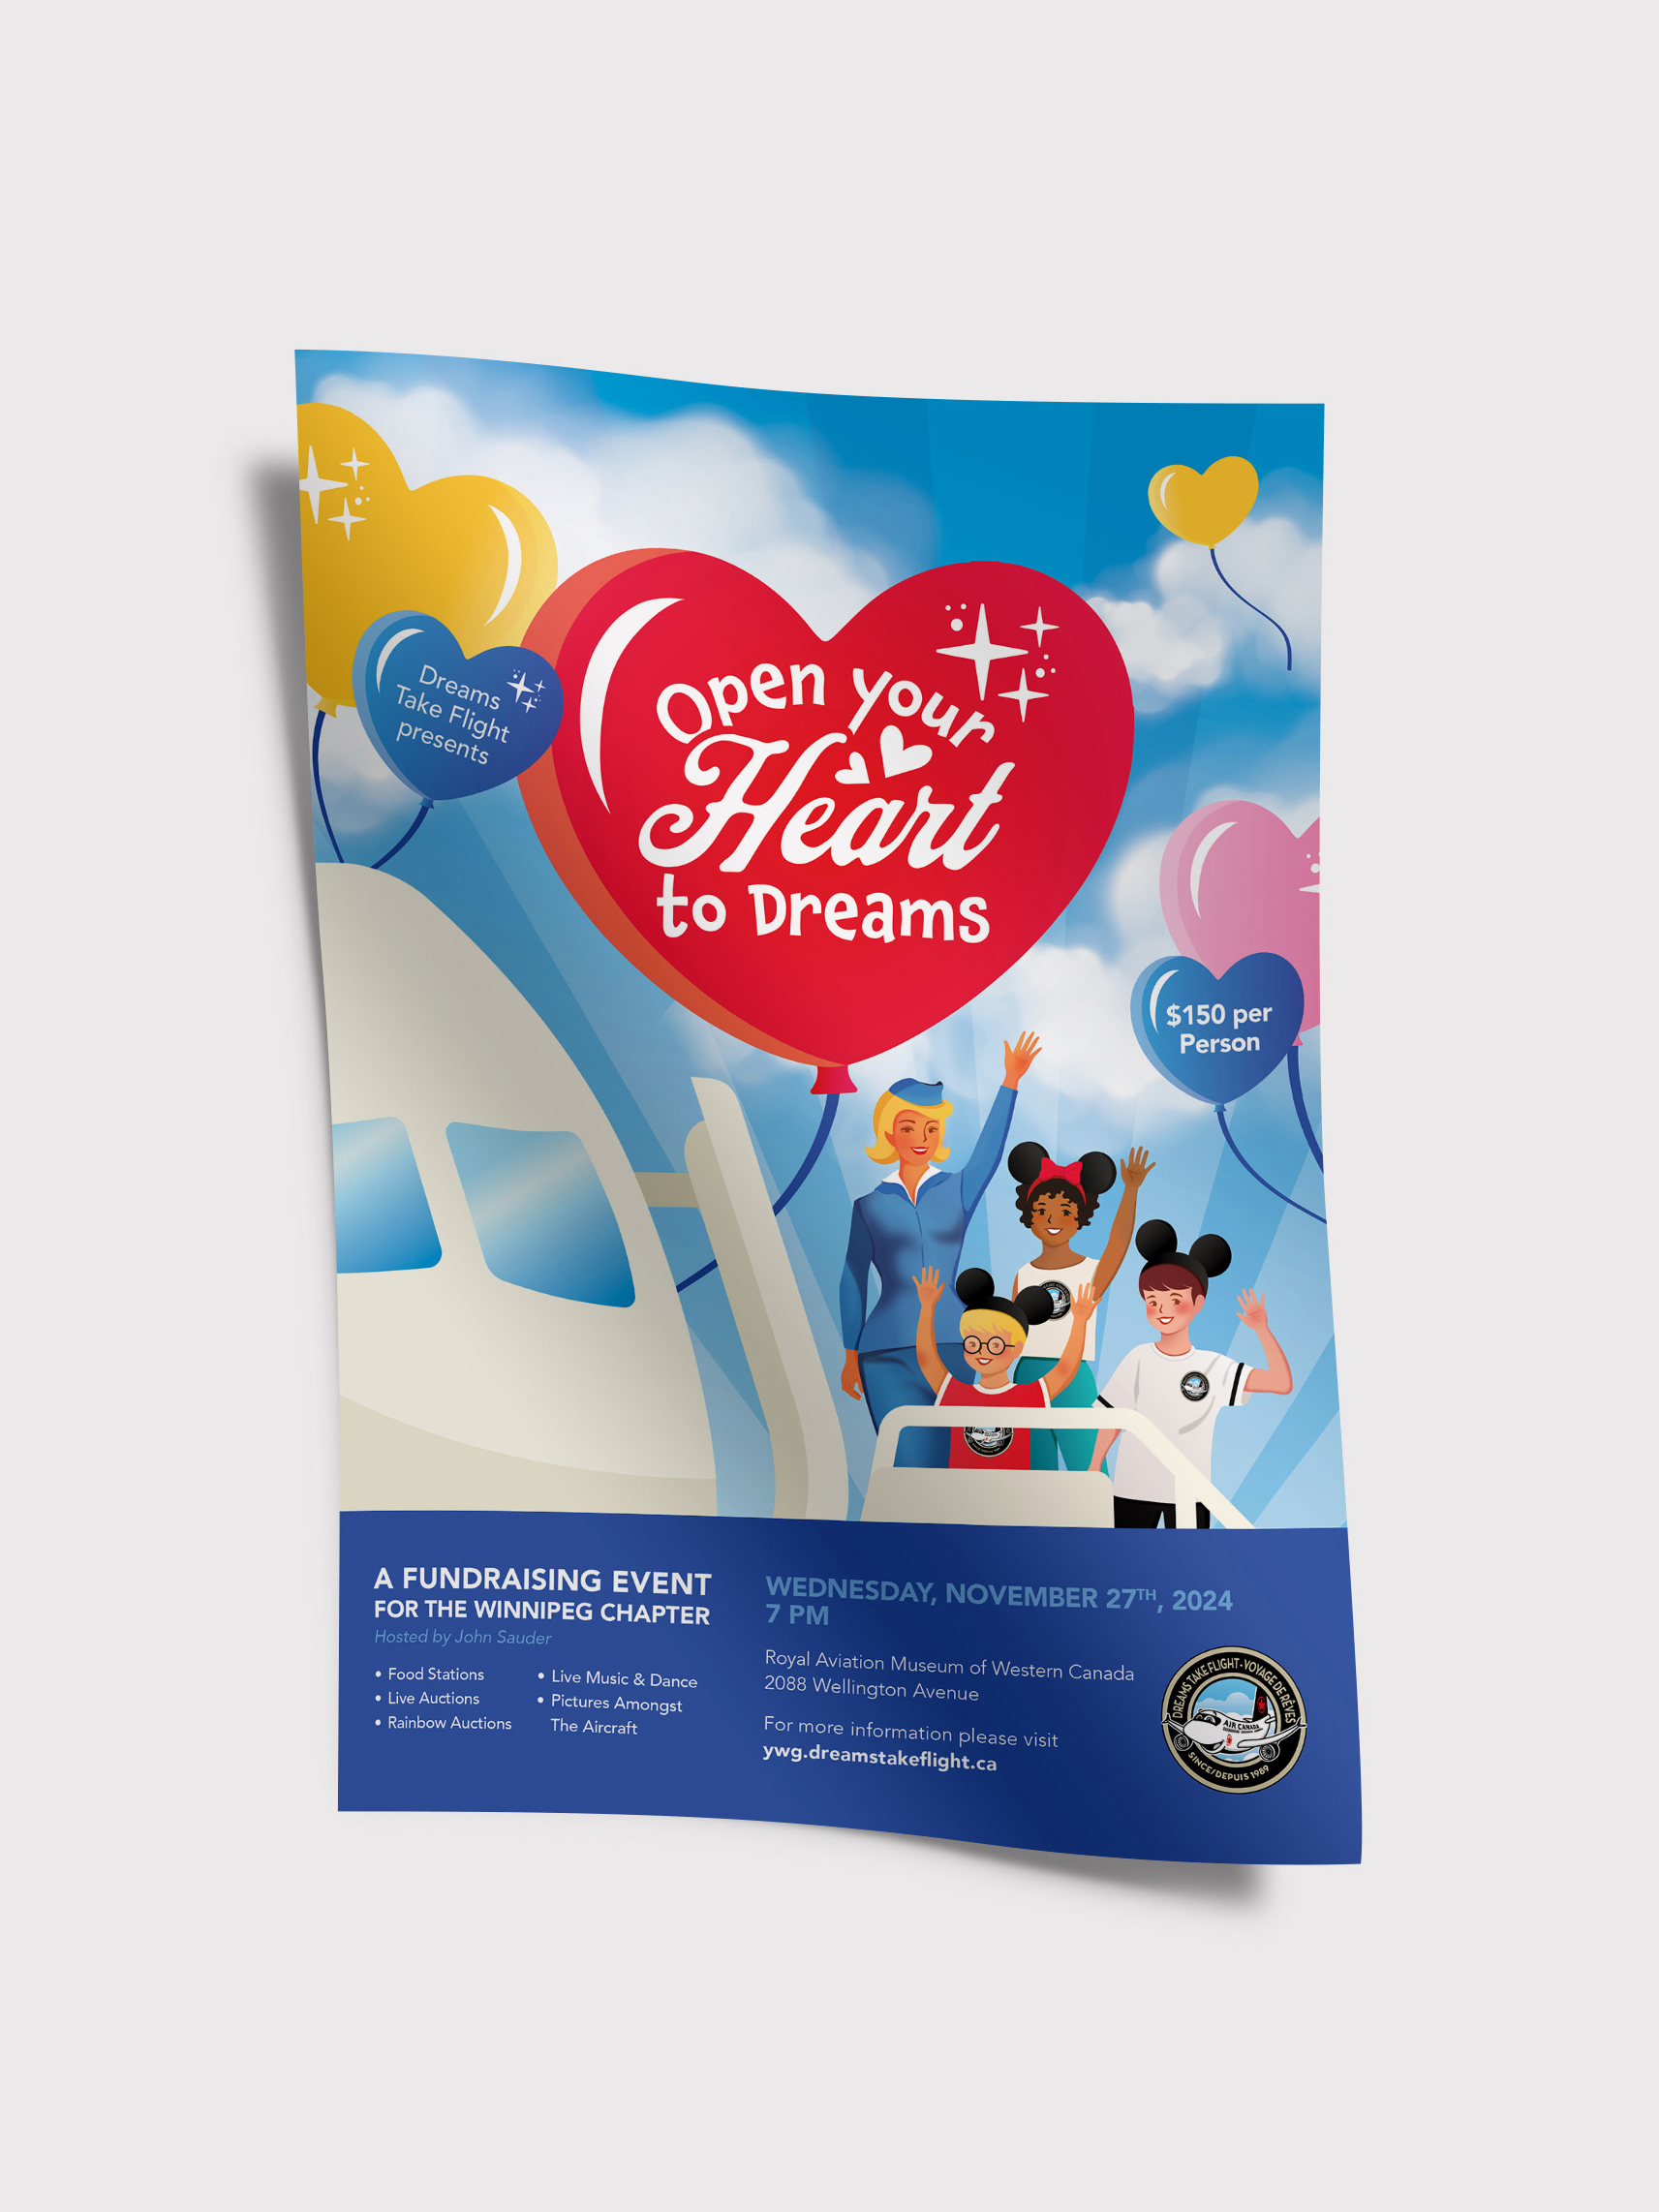 Dreams
Take Flight
presents
Open your
Heart
to Dreams
$150 per
Person
A FUNDRAISING EVENT
FOR THE WINNIPEG CHAPTER
Hosted by John Sauder
• Food Stations
• Live Auctions
• Rainbow Auctions
• Live Music & Dance
• Pictures Amongst
The Aircraft
WEDNESDAY, NOVEMBER 27TH, 2024
7 PM
Royal Aviation Museum of Western Canada
2088 Wellington Avenue
For more information please visit
ywg.dreamstakeflight.ca
DREAMS TAKE FLIGHT-VOYAGE DE RÊVES
AIR CANADA
SINCE/DEPUIS 1989